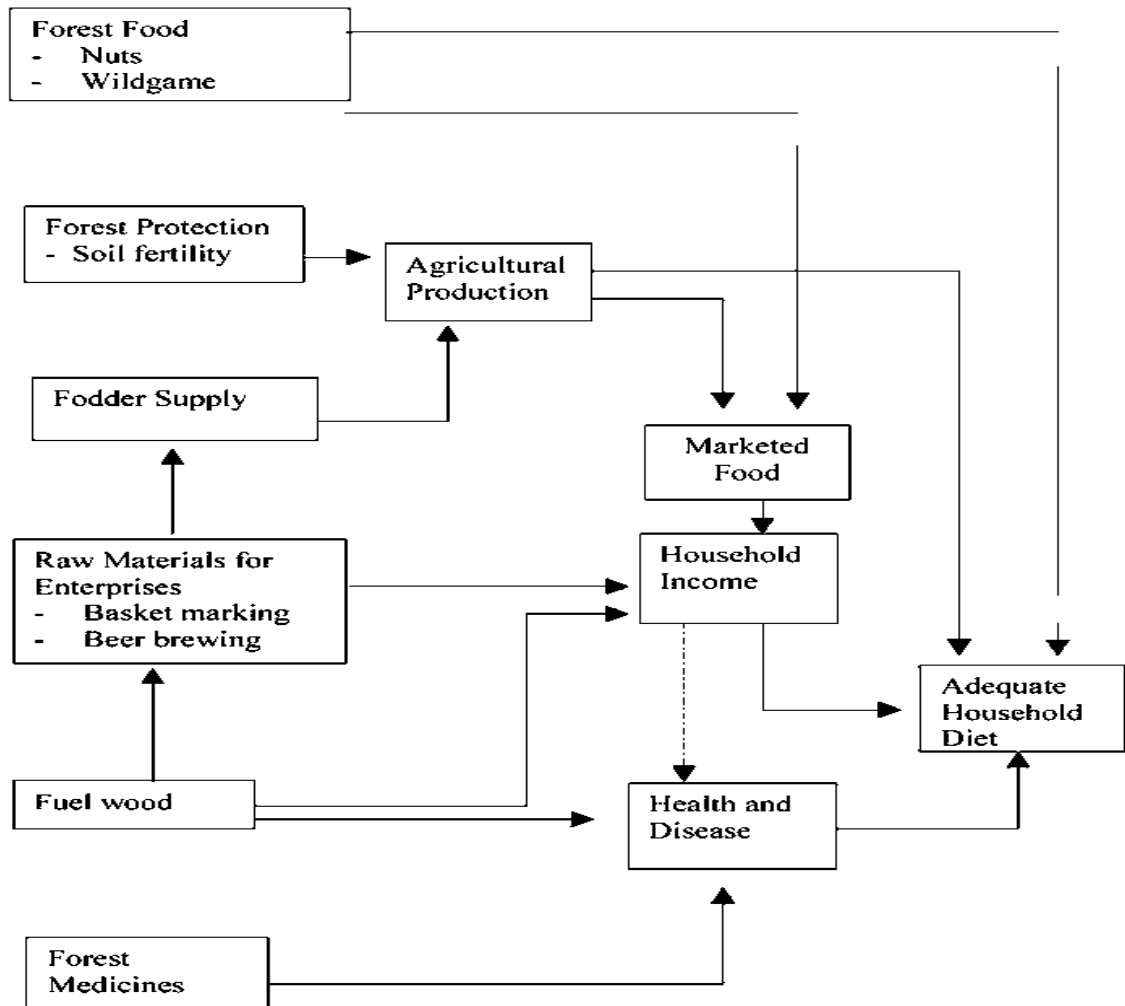 Forest Food
- Nuts
- Wildgame
Forest Protection
- Soil fertility
Agricultural
Production
Fodder Supply
Marketed
Food
Raw Materials for
Enterprises
- Basket marking
- Beer brewing
Household
Income
Adequate
Household
Diet
Fuel wood
Health and
Disease
Forest
Medicines